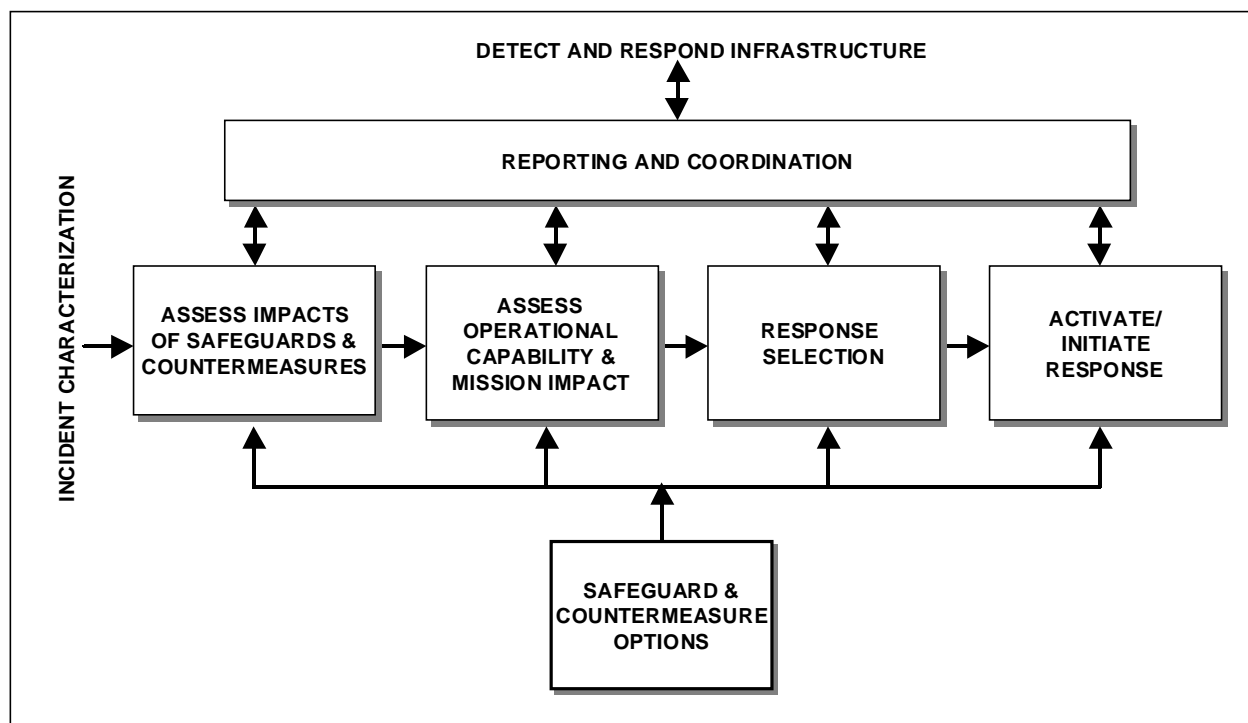 DETECT AND RESPOND INFRASTRUCTURE
REPORTING AND COORDINATION
INCIDENT CHARACTERIZATION
ASSESS IMPACTS
OF SAFEGUARDS &
COUNTERMEASURES
ASSESS
OPERATIONAL
CAPABILITY &
MISSION IMPACT
RESPONSE
SELECTION
ACTIVATE/
INITIATE
RESPONSE
SAFEGUARD &
COUNTERMEASURE
OPTIONS